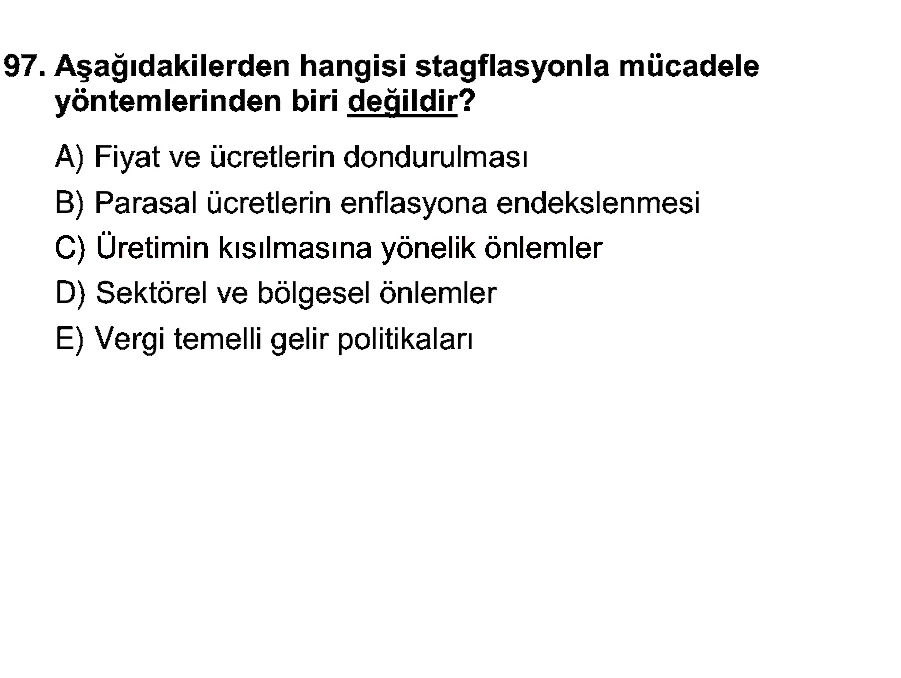 97. Aşağıdakilerden hangisi stagflasyonla mücadele
yöntemlerinden biri değildir?
A) Fiyat ve ücretlerin dondurulması
B) Parasal ücretlerin enflasyona endekslenmesi
C) Üretimin kısılmasına yönelik önlemler
D) Sektörel ve bölgesel önlemler
E) Vergi temelli gelir politikaları